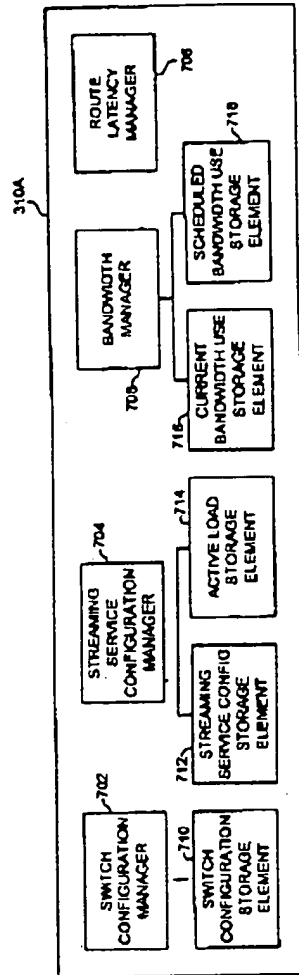 310A
702
SWITCH
CONFIGURATION
MANAGER
704
STREAMING
SERVICE
CONFIGURATION
MANAGER
BANDWIDTH
MANAGER
706
ROUTE
LATENCY
MANAGER
708
710
SWITCH
CONFIGURATION
STORAGE
ELEMENT
712
STREAMING
SERVICE CONFIG
STORAGE
ELEMENT
714
ACTIVE LOAD
STORAGE
ELEMENT
716
CURRENT
BANDWIDTH USE
STORAGE
ELEMENT
718
SCHEDULED
BANDWIDTH USE
STORAGE
ELEMENT